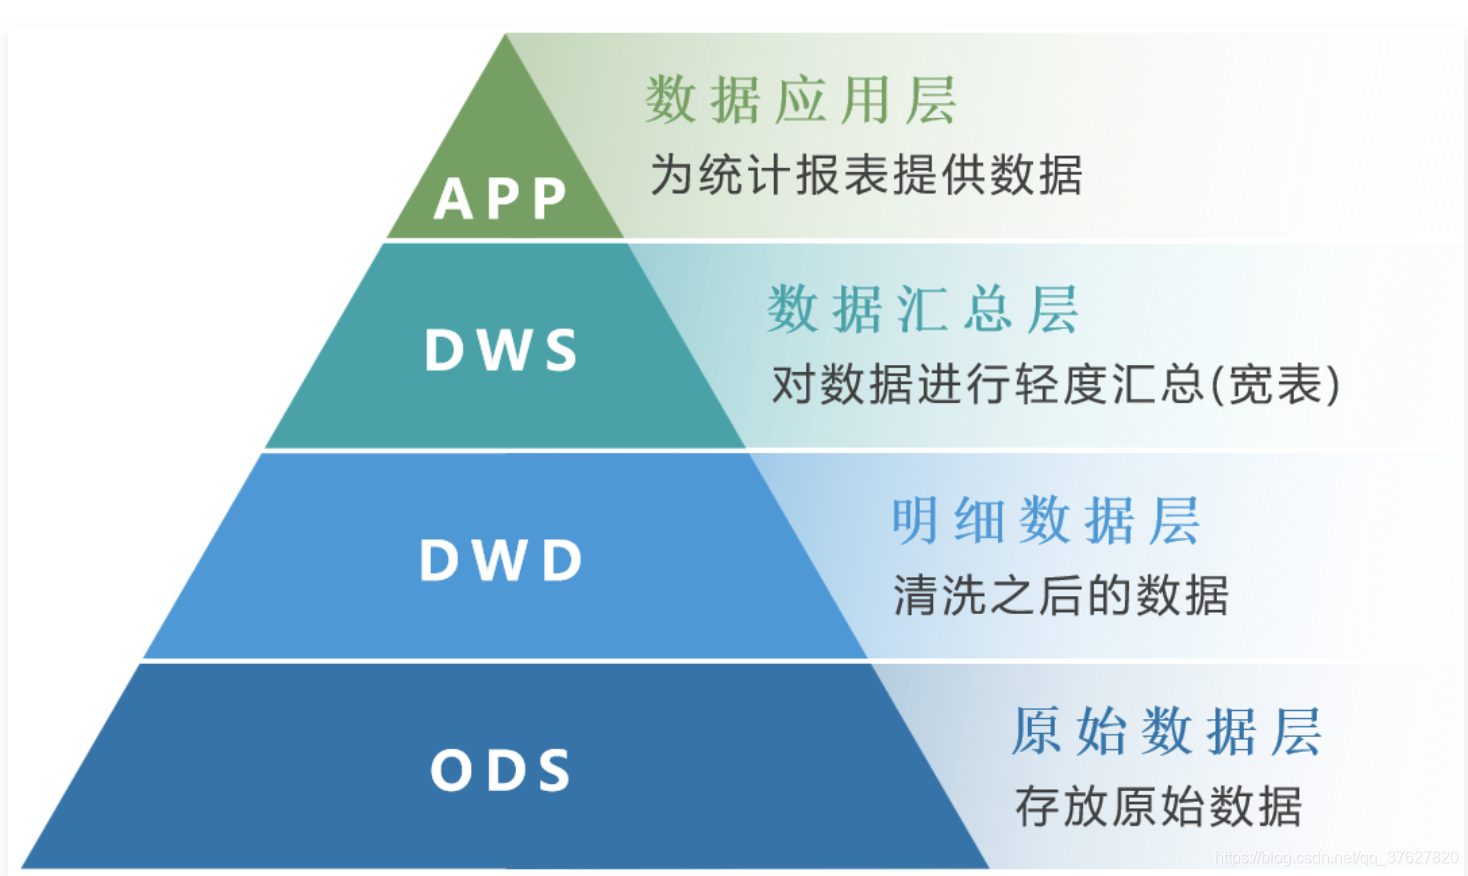 数据应用层
为统计报表提供数据
APP
数据汇总层
对数据进行轻度汇总(宽表)
DWS
明细数据层
清洗之后的数据
DWD
原始数据层
存放原始数据
ODS
https://blog.csdn.net/qq_37627820